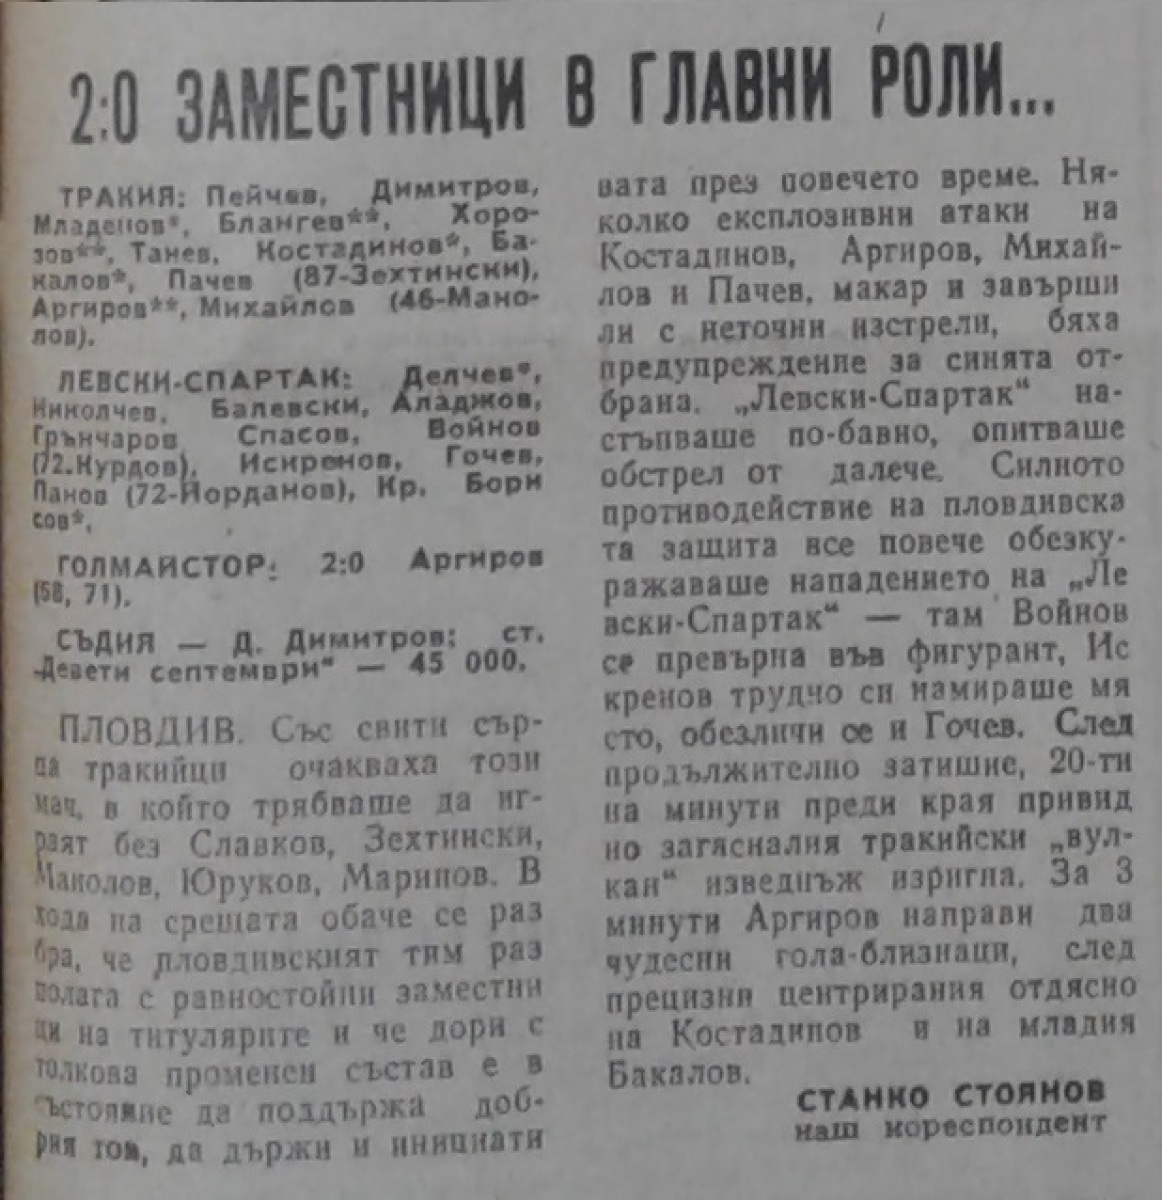 2:0 ЗАМЕСТНИЦИ В ГЛАВНИ РОЛИ...
ТРАКИЯ: Пейчев, Димитров,
Младенов*, Блангев**, Хоро-
зов**, Танев, Костадинов*, Ба-
калов*, Пачев (87-Зехтински),
Аргиров**, Михайлов (46-Мано-
лов).
ЛЕВСКИ-СПАРТАК: Делчев*,
Николчев, Балевски, Аладжов,
Грънчаров Спасов, Войнов
(72.Курдов), Искренов, Гочев,
Панов (72-Йорданов), Кр. Бори
сов*.
ГОЛМАЙСТОР: 2:0 Аргиров
(58, 71).
СЪДИЯ — Д. Димитров; ст.
„Девети септември“ — 45 000.
ПЛОВДИВ. Със свити сър-
ца тракийци очакваха този
мач, в който трябваше да иг-
раят без Славков, Зехтински,
Манолов, Юруков, Маринов. В
хода на срещата обаче се раз
бра, че пловдивският тим раз
полага с равностойни заместни
ци на титулярите и че дори с
толкова променен състав е в
състояние да поддържа доб-
рия тон, да държи и инициати
вата през повечето време. Ня-
колко експлозивни атаки на
Костадинов, Аргиров, Михай-
лов и Пачев, макар и завърши
ли с неточни изстрели, бяха
предупреждение за синята от-
брана. „Левски-Спартак“ на-
стъпваше по-бавно, опитваше
обстрел от далече. Силното
противодействие на пловдивска
та защита все повече обезку-
ражаваше нападението на „Ле
вски-Спартак“ — там Войнов
се превърна във фигурант, Ис
кренов трудно си намираше мя
сто, обезличи се и Гочев. След
продължително затишие, 20-ти
на минути преди края привид
но загясналия тракийски „вул-
кан“ изведнъж изригна. За 3
минути Аргиров направи два
чудесни гола-близнаци, след
прецизни центрирания отдясно
на Костадинов и на младия
Бакалов.
СТАНКО СТОЯНОВ
наш кореспондент